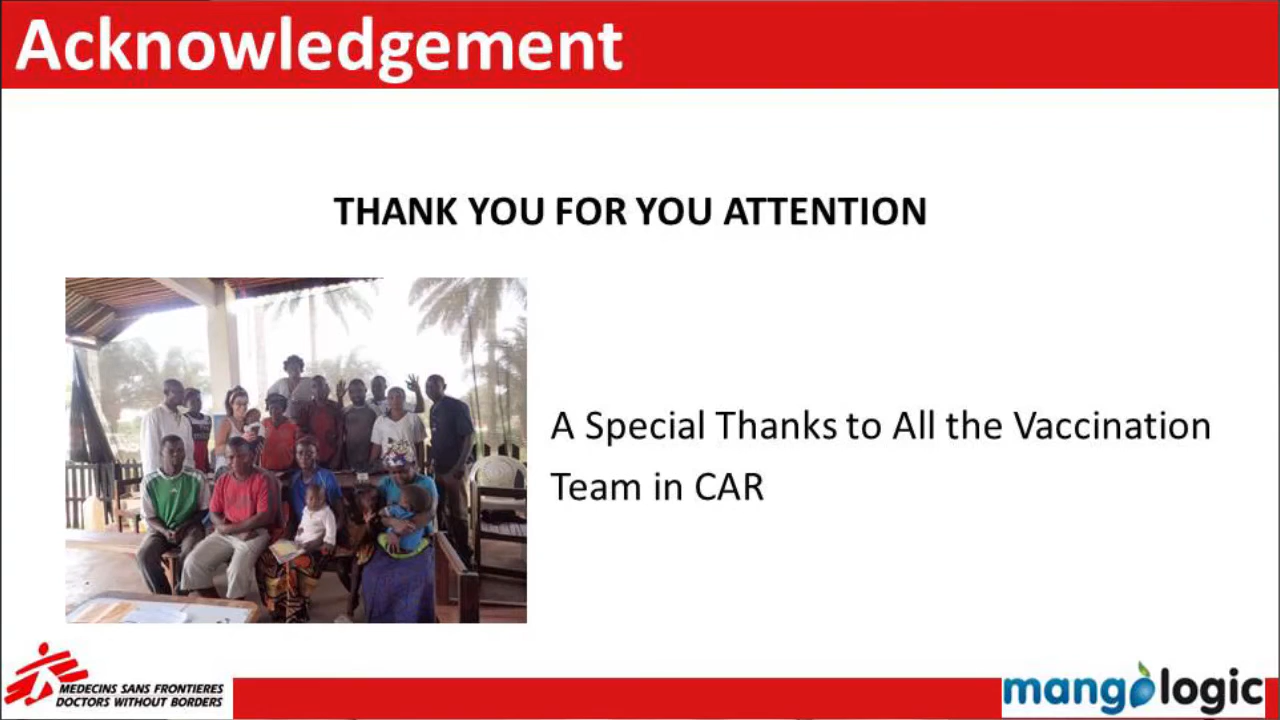 Acknowledgement
THANK YOU FOR YOU ATTENTION
A Special Thanks to All the Vaccination
Team in CAR
MEDECINS SANS FRONTIERES
DOCTORS WITHOUT BORDERS
mangologic